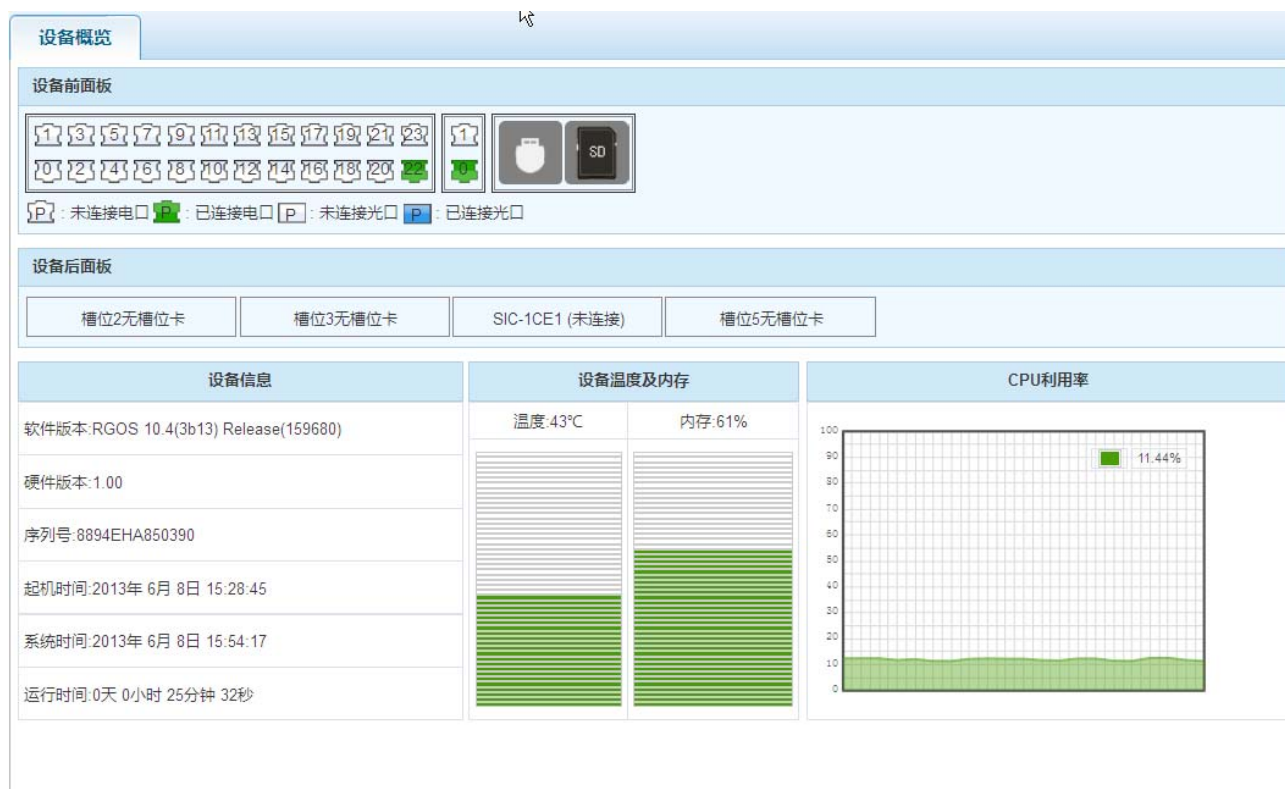 设备概览
设备前面板
1 3 5 7 9 11 13 15 17 19 21 23 1
0 2 4 6 8 10 12 14 16 18 20 22 0
SD
P : 未连接电口 P : 已连接电口 P : 未连接光口 P : 已连接光口
设备后面板
槽位2无槽位卡 槽位3无槽位卡 SIC-1CE1 (未连接) 槽位5无槽位卡
设备信息 设备温度及内存 CPU利用率
软件版本:RGOS 10.4(3b13) Release(159680)
硬件版本:1.00
序列号:8894EHA850390
起机时间:2013年 6月 8日 15:28:45
系统时间:2013年 6月 8日 15:54:17
运行时间:0天 0小时 25分钟 32秒
温度:43℃ 内存:61%
100
90
80
70
60
50
40
30
20
10
0
11.44%